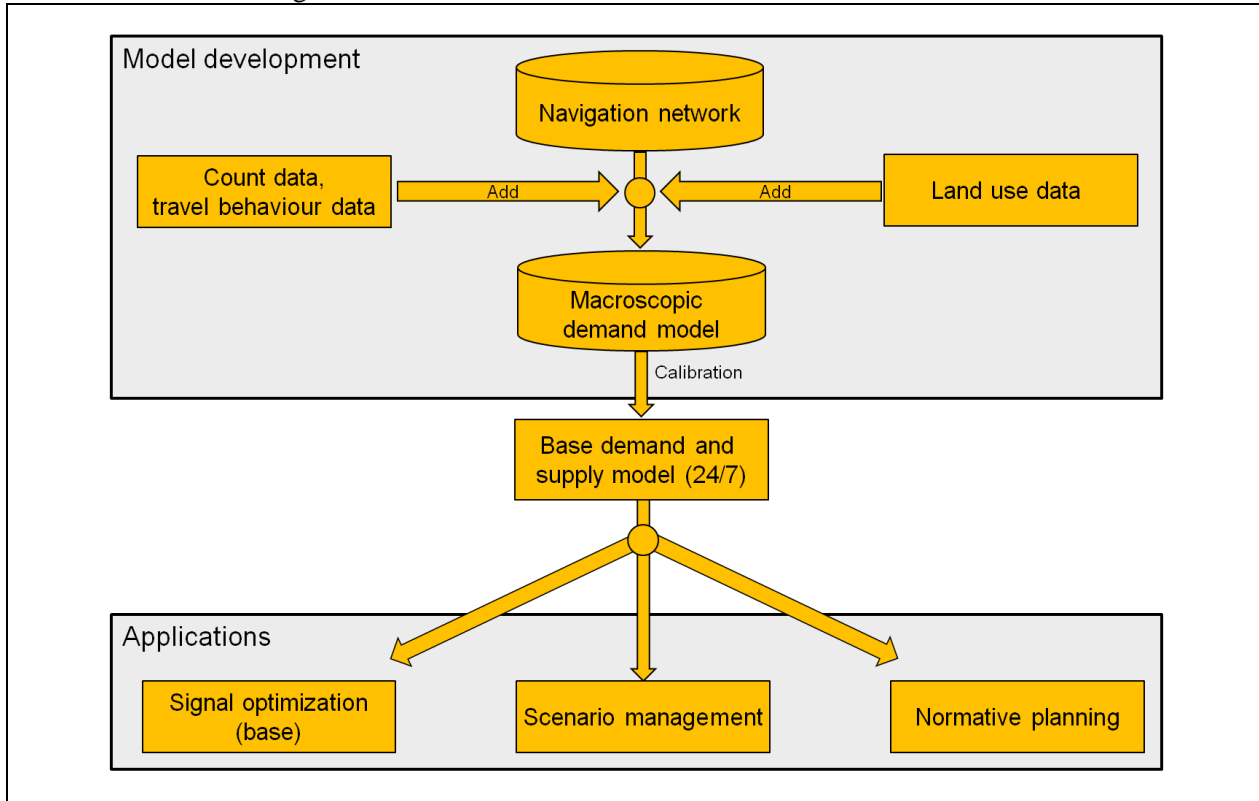 Model development
Navigation network
Count data,
travel behaviour data
Add
Add
Land use data
Macroscopic
demand model
Calibration
Base demand and
supply model (24/7)
Applications
Signal optimization
(base)
Scenario management
Normative planning